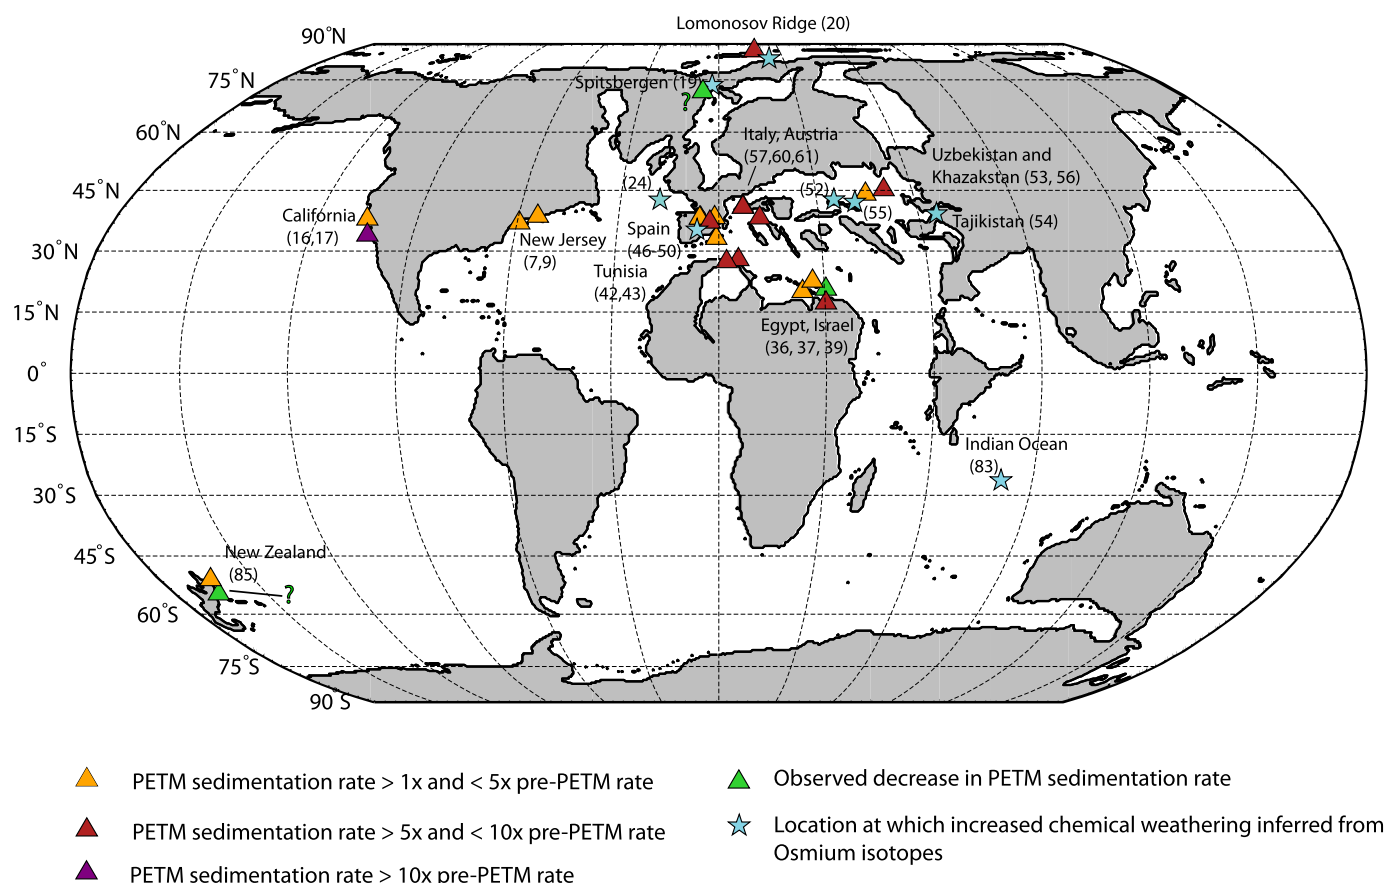 Lomonosov Ridge (20)
90°N
75°N
Spitsbergen (19)
?
60°N
Italy, Austria
(57,60,61)
Uzbekistan and
Khazakstan (53, 56)
45°N
(24)
(52)
(55)
California
(16,17)
New Jersey
(7,9)
Spain
(46-50)
Tajikistan (54)
30°N
Tunisia
(42,43)
15°N
Egypt, Israel
(36, 37, 39)
0°
15°S
Indian Ocean
(83)
30°S
45°S
New Zealand
(85)
?
60°S
75°S
90°S
PETM sedimentation rate > 1x and < 5x pre-PETM rate
PETM sedimentation rate > 5x and < 10x pre-PETM rate
PETM sedimentation rate > 10x pre-PETM rate
Observed decrease in PETM sedimentation rate
Location at which increased chemical weathering inferred from
Osmium isotopes